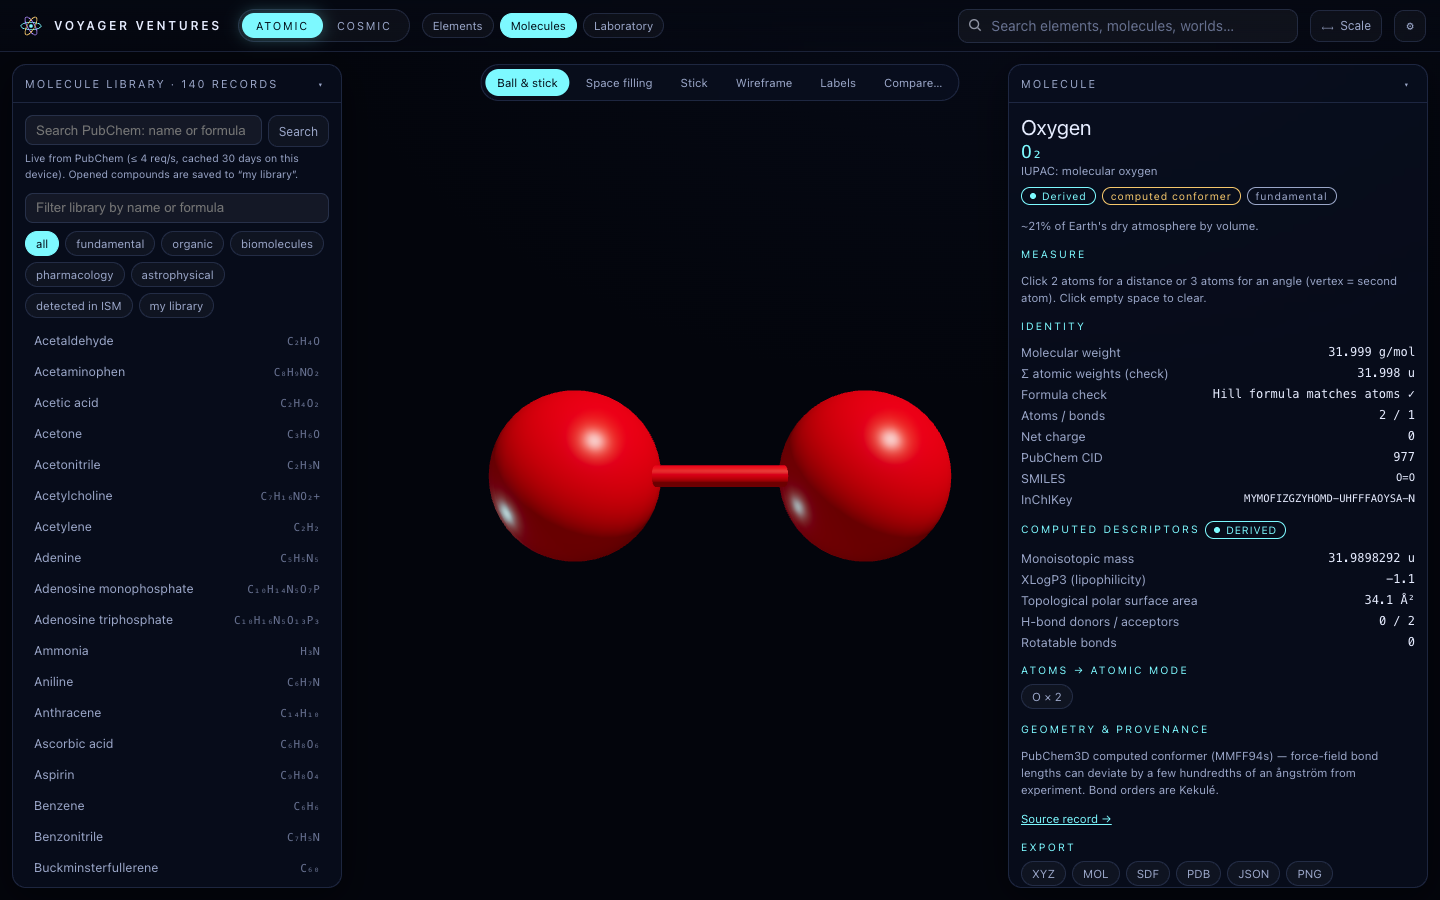 VOYAGER VENTURES
ATOMIC
COSMIC
Elements
Molecules
Laboratory
Search elements, molecules, worlds...
Scale
MOLECULE LIBRARY · 140 RECORDS
Search PubChem: name or formula
Search
Live from PubChem (≤ 4 req/s, cached 30 days on this
device). Opened compounds are saved to “my library”.
Filter library by name or formula
all
fundamental
organic
biomolecules
pharmacology
astrophysical
detected in ISM
my library
Acetaldehyde C₂H₄O
Acetaminophen C₈H₉NO₂
Acetic acid C₂H₄O₂
Acetone C₃H₆O
Acetonitrile C₂H₃N
Acetylcholine C₇H₁₆NO₂+
Acetylene C₂H₂
Adenine C₅H₅N₅
Adenosine monophosphate C₁₀H₁₄N₅O₇P
Adenosine triphosphate C₁₀H₁₆N₅O₁₃P₃
Ammonia H₃N
Aniline C₆H₇N
Anthracene C₁₄H₁₀
Ascorbic acid C₆H₈O₆
Aspirin C₉H₈O₄
Benzene C₆H₆
Benzonitrile C₇H₅N
Buckminsterfullerene C₆₀
Ball & stick
Space filling
Stick
Wireframe
Labels
Compare…
MOLECULE
Oxygen
O₂
IUPAC: molecular oxygen
Derived
computed conformer
fundamental
~21% of Earth's dry atmosphere by volume.
MEASURE
Click 2 atoms for a distance or 3 atoms for an angle (vertex = second
atom). Click empty space to clear.
IDENTITY
Molecular weight 31.999 g/mol
Σ atomic weights (check) 31.998 u
Formula check Hill formula matches atoms ✓
Atoms / bonds 2 / 1
Net charge 0
PubChem CID 977
SMILES O=O
InChIKey MYMOFIZGZYHOMD-UHFFFAOYSA-N
COMPUTED DESCRIPTORS DERIVED
Monoisotopic mass 31.9898292 u
XLogP3 (lipophilicity) −1.1
Topological polar surface area 34.1 Å²
H-bond donors / acceptors 0 / 2
Rotatable bonds 0
ATOMS → ATOMIC MODE
O × 2
GEOMETRY & PROVENANCE
PubChem3D computed conformer (MMFF94s) — force-field bond
lengths can deviate by a few hundredths of an ångström from
experiment. Bond orders are Kekulé.
Source record →
EXPORT
XYZ
MOL
SDF
PDB
JSON
PNG